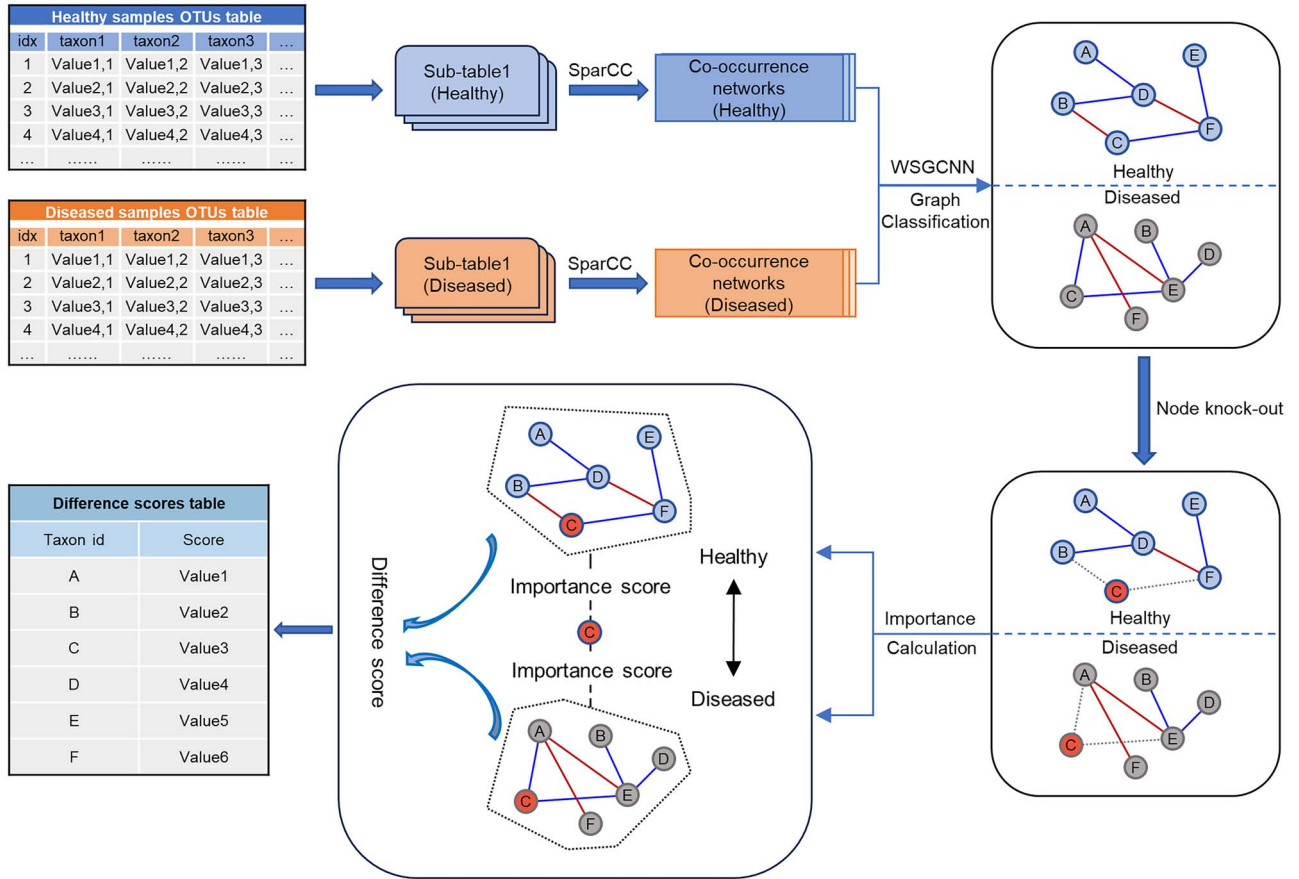 Healthy samples OTUs table
idx taxon1 taxon2 taxon3 ...
1 Value1,1 Value1,2 Value1,3 ...
2 Value2,1 Value2,2 Value2,3 ...
3 Value3,1 Value3,2 Value3,3 ...
4 Value4,1 Value4,2 Value4,3 ...
... ...... ...... ...... ...
Sub-table1
(Healthy)
SparCC
Co-occurrence
networks
(Healthy)
Diseased samples OTUs table
idx taxon1 taxon2 taxon3 ...
1 Value1,1 Value1,2 Value1,3 ...
2 Value2,1 Value2,2 Value2,3 ...
3 Value3,1 Value3,2 Value3,3 ...
4 Value4,1 Value4,2 Value4,3 ...
... ...... ...... ...... ...
Sub-table1
(Diseased)
SparCC
Co-occurrence
networks
(Diseased)
WSGCNN
Graph
Classification
A
E
B
D
F
C
Healthy
Diseased
A
B
D
C
E
F
Node knock-out
A
E
B
D
F
C
Healthy
Diseased
A
B
D
C
E
F
Importance
Calculation
A
E
B
D
F
C
Healthy
Importance score
C
Importance score
Diseased
A
B
D
C
E
F
Difference score
Difference scores table
Taxon id Score
A Value1
B Value2
C Value3
D Value4
E Value5
F Value6